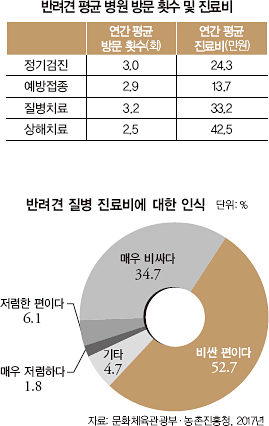 반려견 평균 병원 방문 횟수 및 진료비
연간 평균 연간 평균
방문 횟수(회) 진료비(만원)
정기검진 3.0 24.3
예방접종 2.9 13.7
질병치료 3.2 33.2
상해치료 2.5 42.5
반려견 질병 진료비에 대한 인식 단위: %
매우 비싸다
34.7
저렴한 편이다
6.1
비싼 편이다
52.7
기타
4.7
매우 저렴하다
1.8
자료: 문화체육관광부·농촌진흥청, 2017년